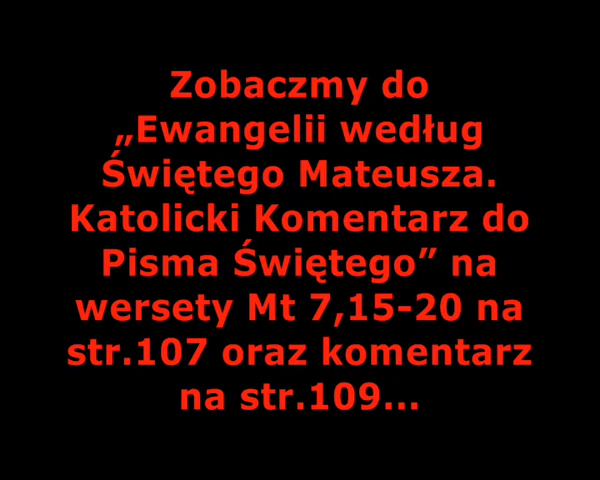 Zobaczmy do
„Ewangelii według
Świętego Mateusza.
Katolicki Komentarz do
Pisma Świętego” na
wersety Mt 7,15-20 na
str.107 oraz komentarz
na str.109...